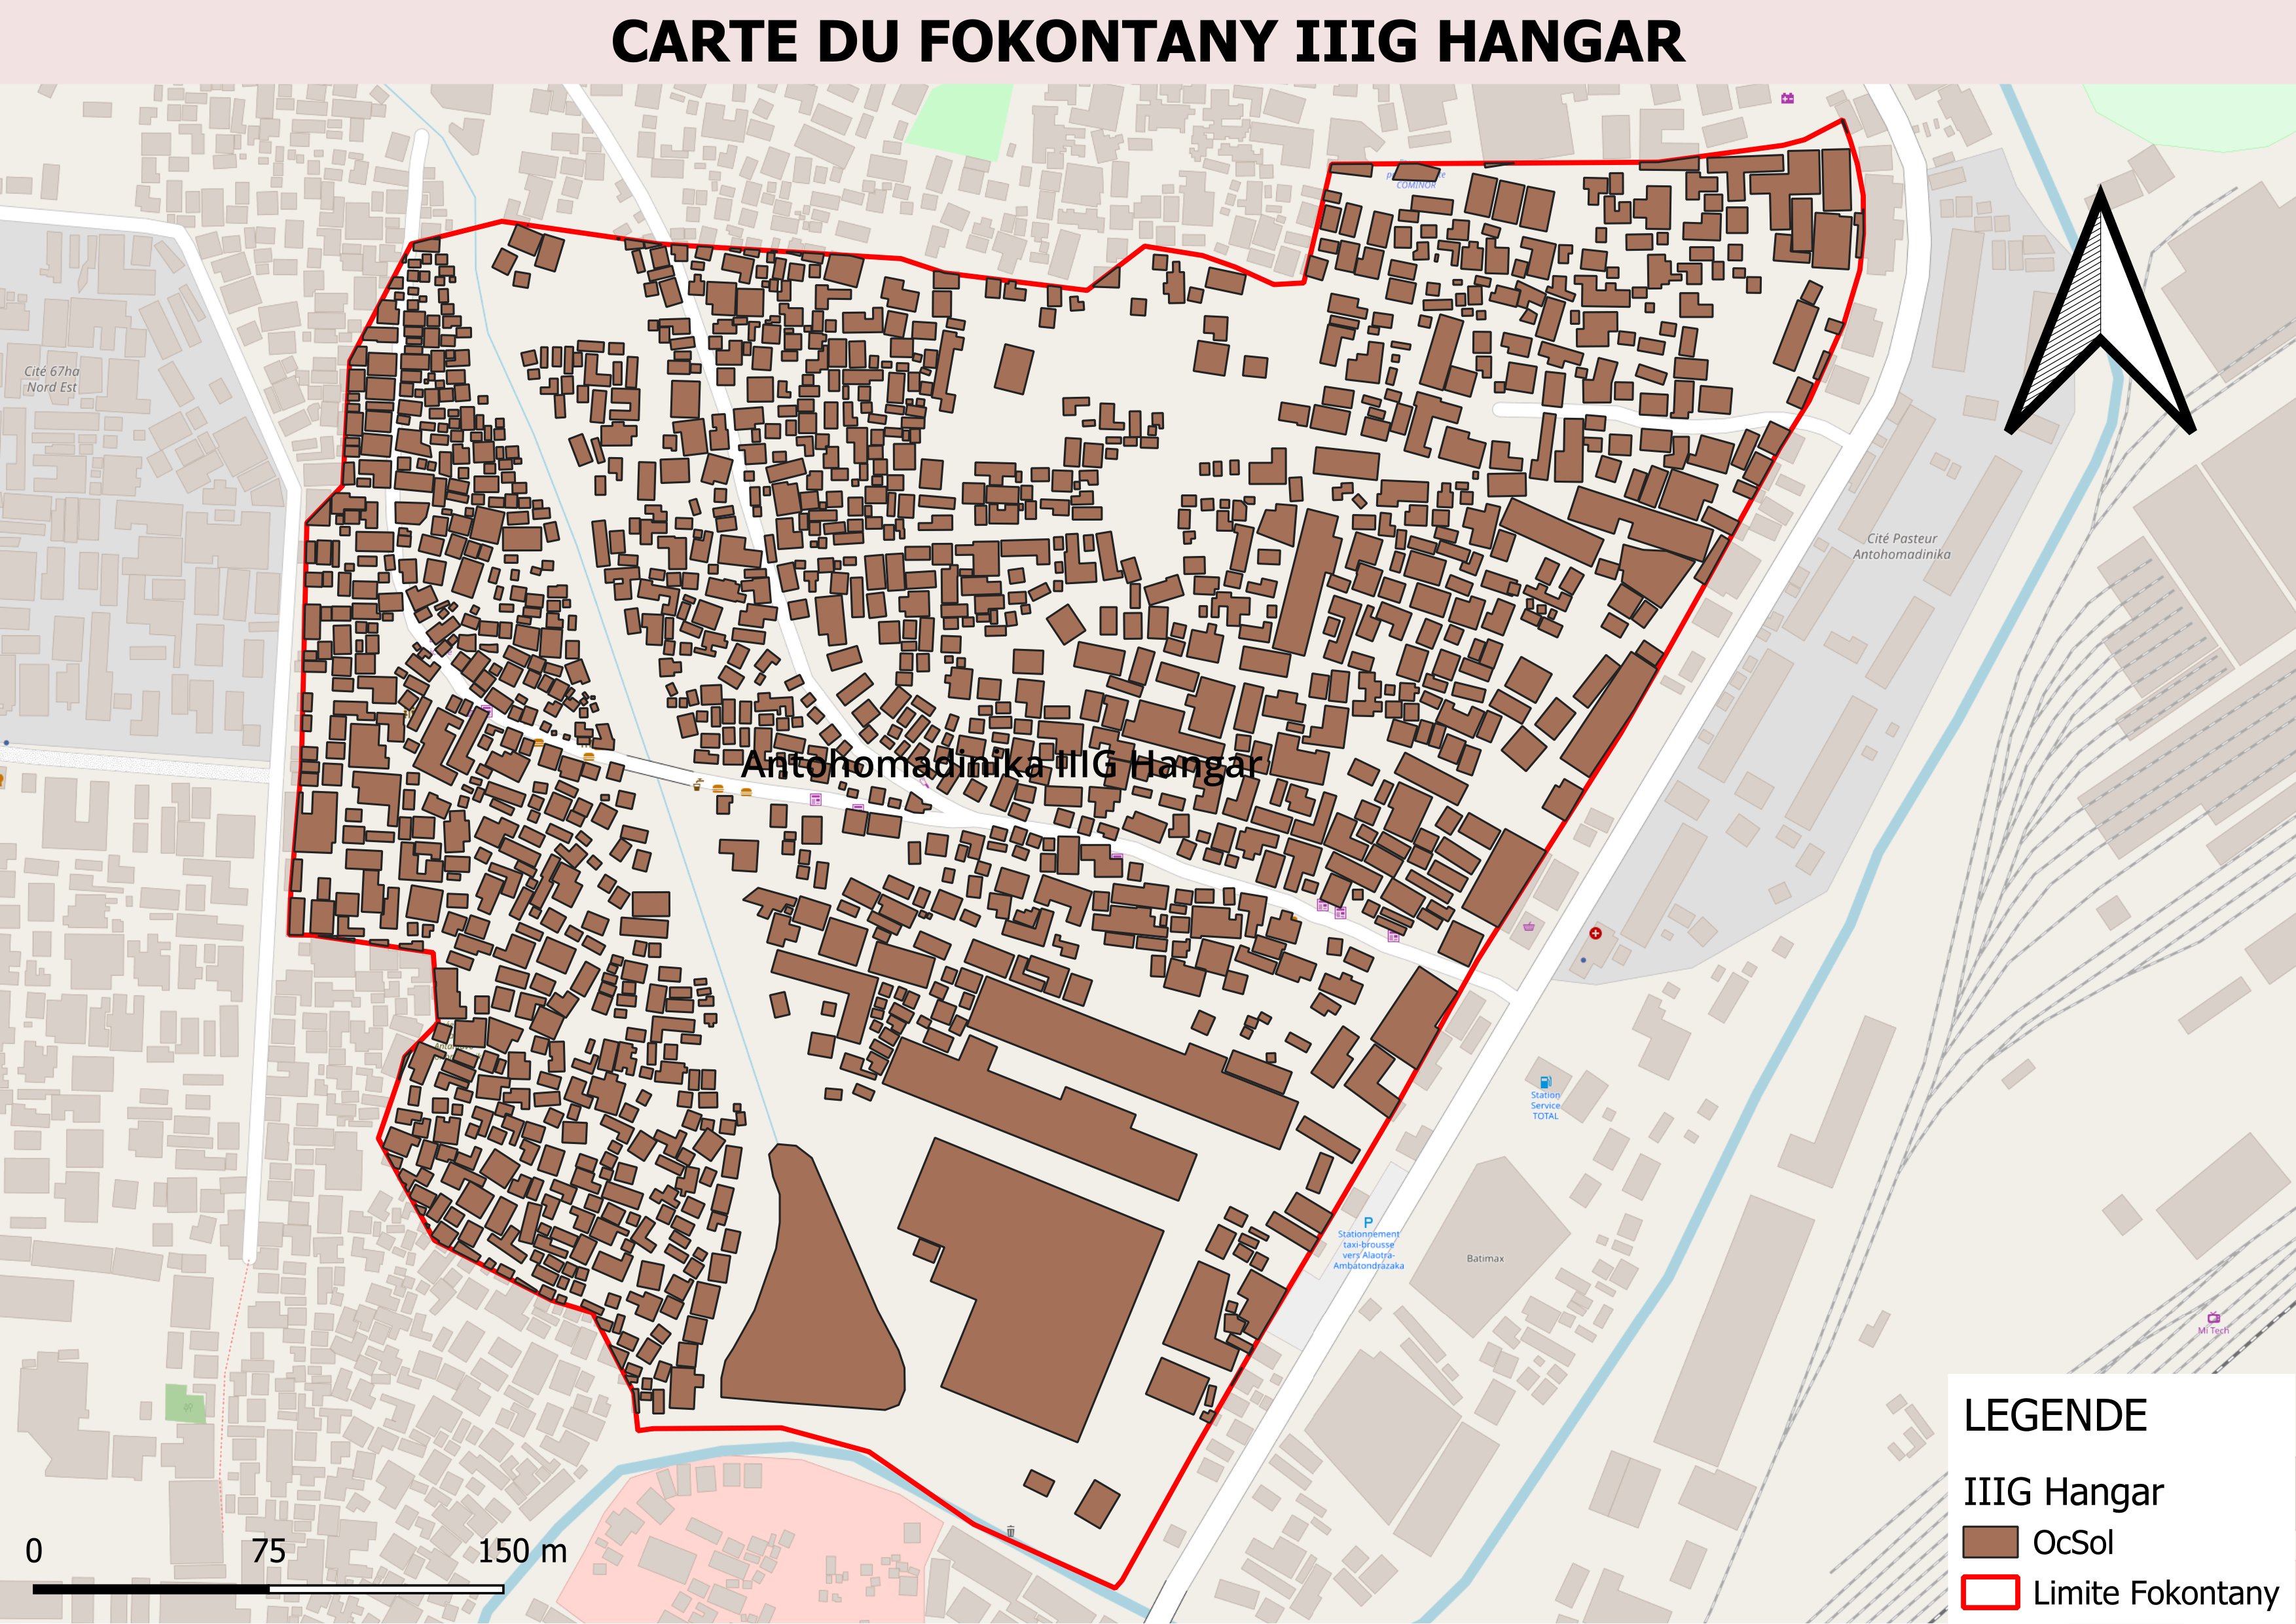 CARTE DU FOKONTANY IIIG HANGAR
COMINOR
Cité 67ha
Nord Est
Cité Pasteur
Antohomadinika
Antohomadinika IIIG Hangar
Station
Service
TOTAL
P
Stationnement
taxi-brousse
vers Alaotra-
Ambatondrazaka
Batimax
Mi Tech
LEGENDE
IIIG Hangar
OcSol
Limite Fokontany
0 75 150 m